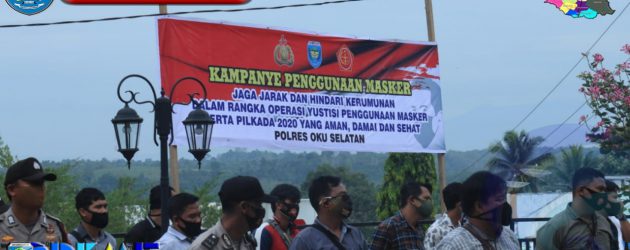 KAMPANYE PENGGUNAAN MASKER
JAGA JARAK DAN HINDARI KERUMUNAN
DALAM RANGKA OPERASI YUSTISI PENGGUNAAN MASKER
SERTA PILKADA 2020 YANG AMAN, DAMAI DAN SEHAT
POLRES OKU SELATAN